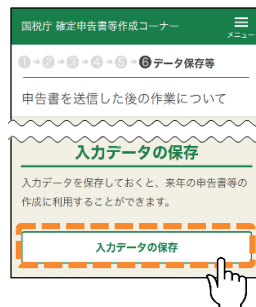 国税庁 確定申告書等作成コーナー
メニュー
❶→❷→❸→❹→❺→❻データ保存等
申告書を送信した後の作業について
入力データの保存
入力データを保存しておくと、来年の申告書等の
作成に利用することができます。
入力データの保存